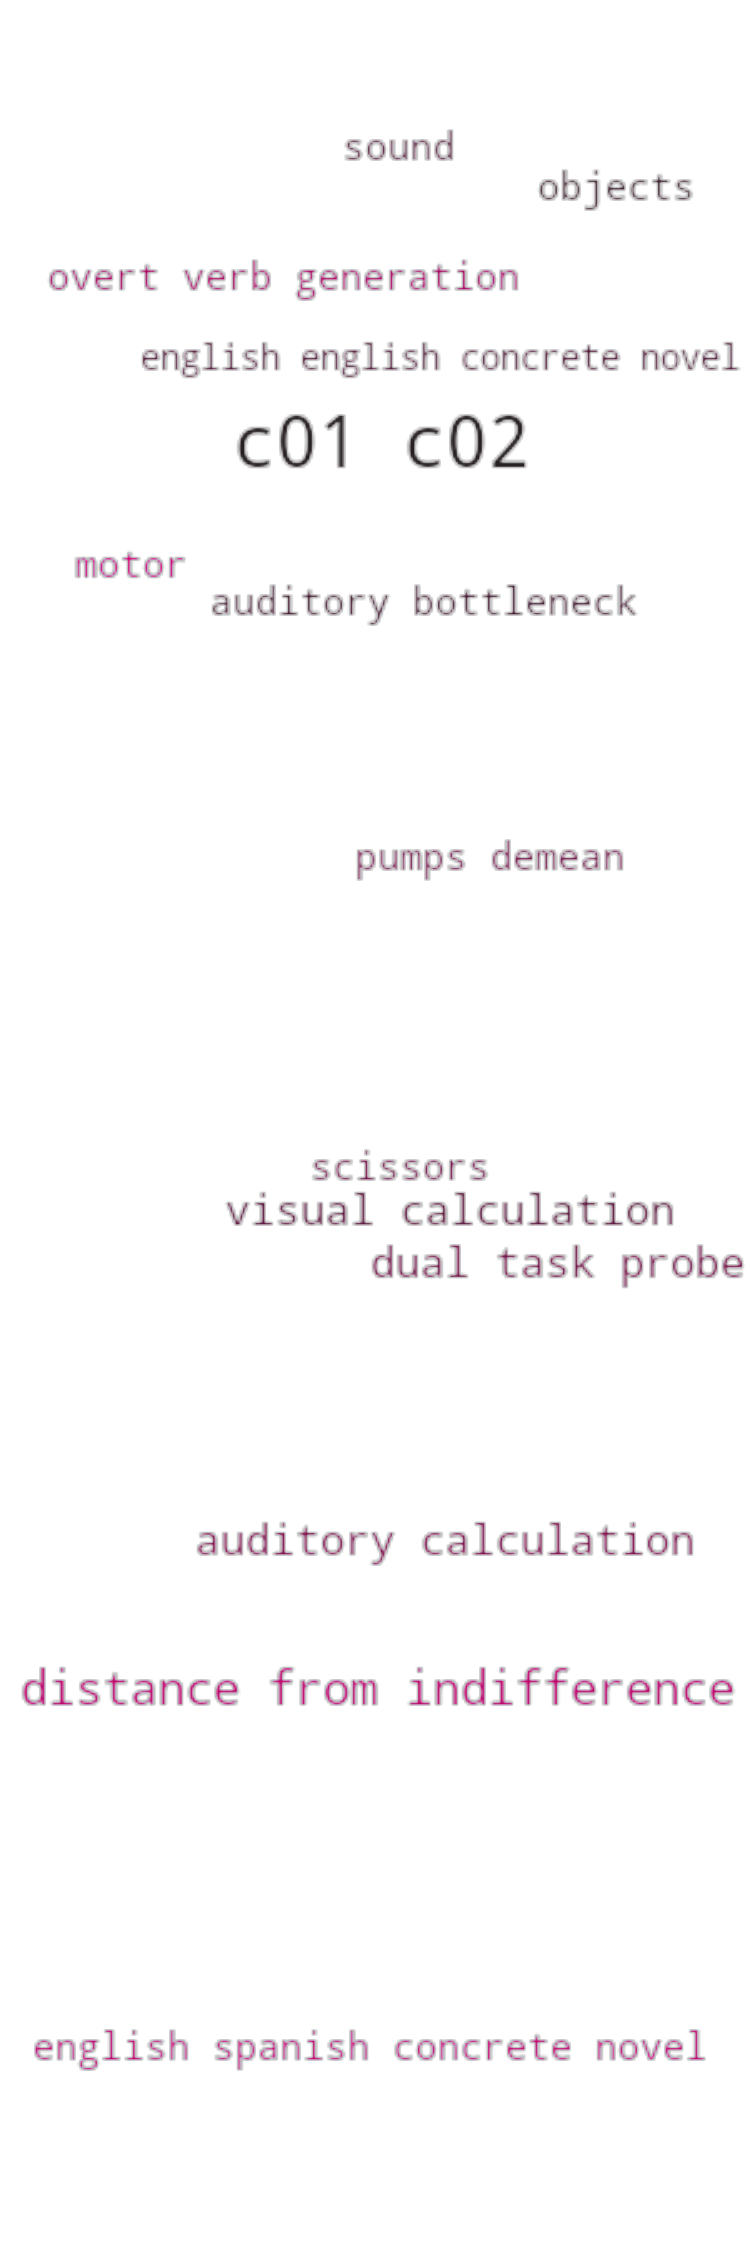 sound
objects
overt verb generation
english english concrete novel
c01 c02
motor
auditory bottleneck
pumps demean
scissors
visual calculation
dual task probe
auditory calculation
distance from indifference
english spanish concrete novel